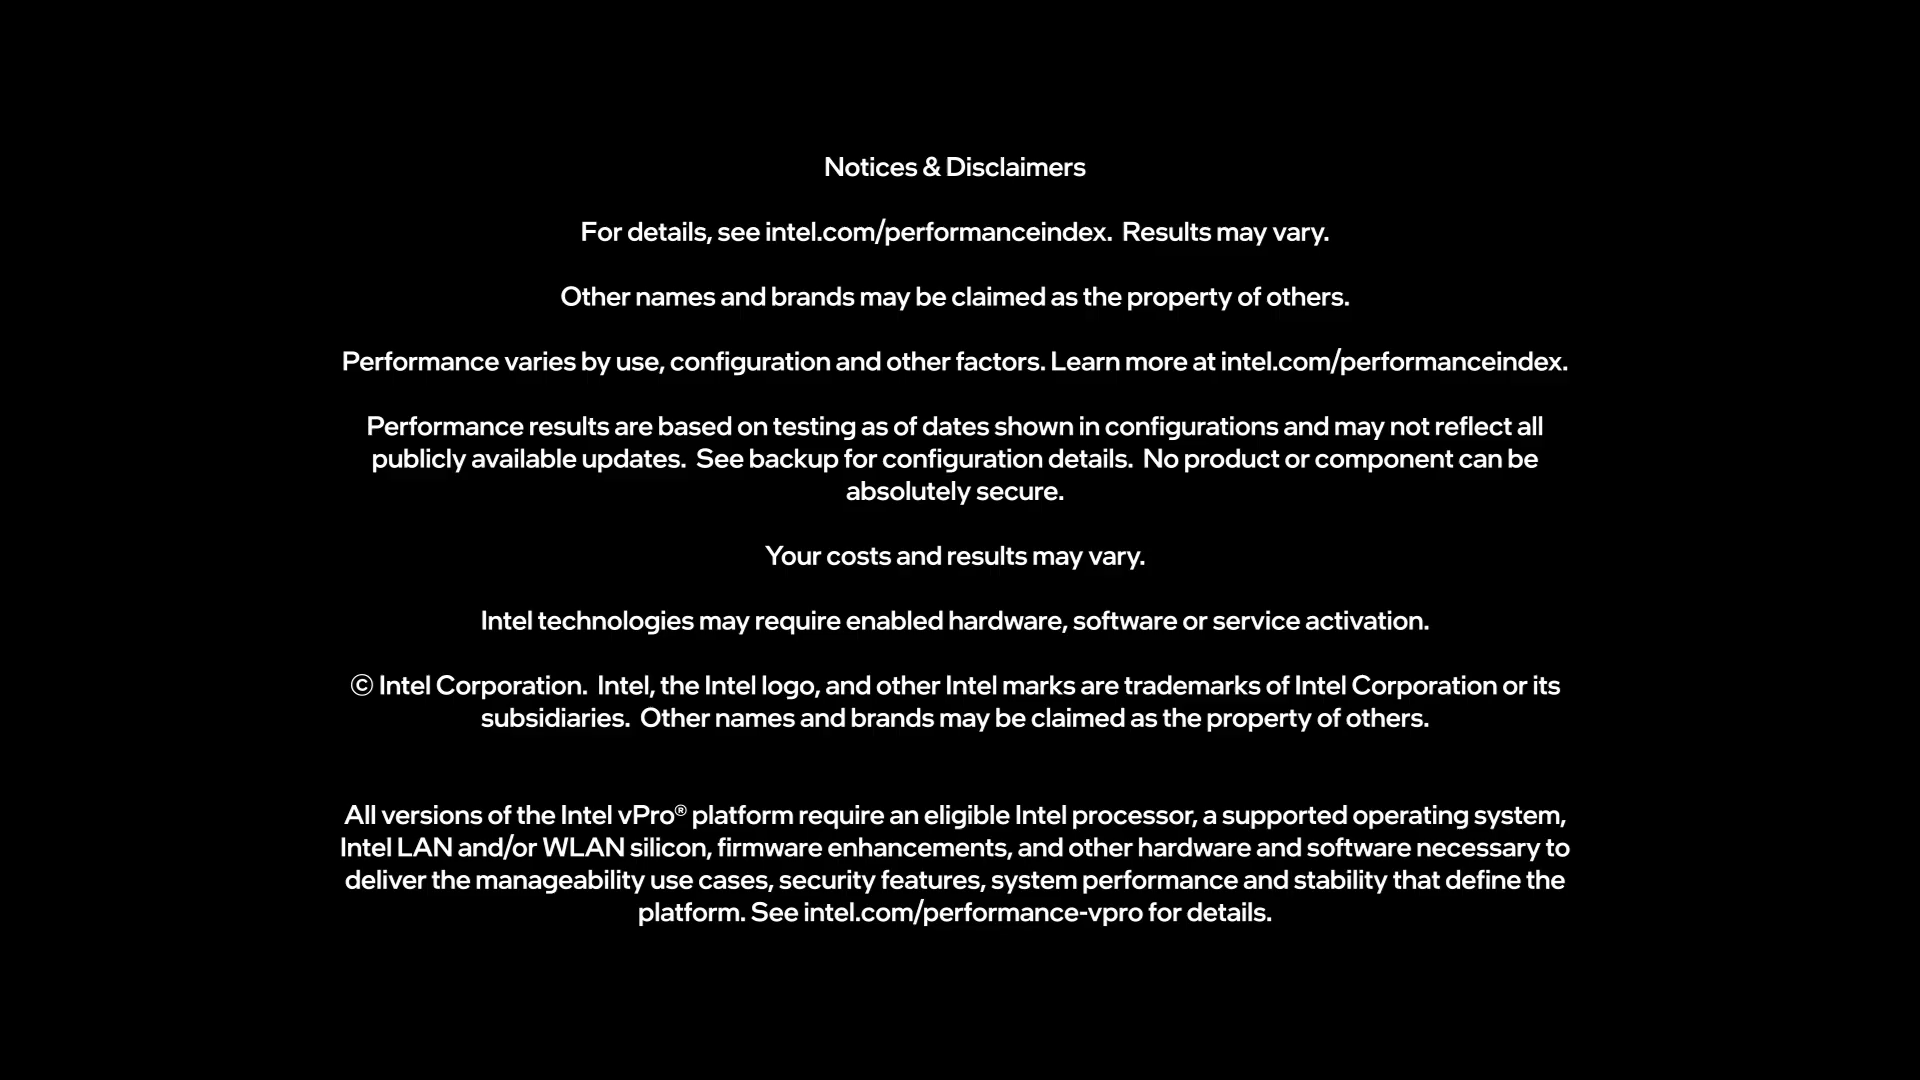 Notices & Disclaimers
For details, see intel.com/performanceindex.  Results may vary.
Other names and brands may be claimed as the property of others.
Performance varies by use, configuration and other factors. Learn more at intel.com/performanceindex.
Performance results are based on testing as of dates shown in configurations and may not reflect all
publicly available updates.  See backup for configuration details.  No product or component can be
absolutely secure.
Your costs and results may vary.
Intel technologies may require enabled hardware, software or service activation.
© Intel Corporation.  Intel, the Intel logo, and other Intel marks are trademarks of Intel Corporation or its
subsidiaries.  Other names and brands may be claimed as the property of others.
All versions of the Intel vPro® platform require an eligible Intel processor, a supported operating system,
Intel LAN and/or WLAN silicon, firmware enhancements, and other hardware and software necessary to
deliver the manageability use cases, security features, system performance and stability that define the
platform. See intel.com/performance-vpro for details.